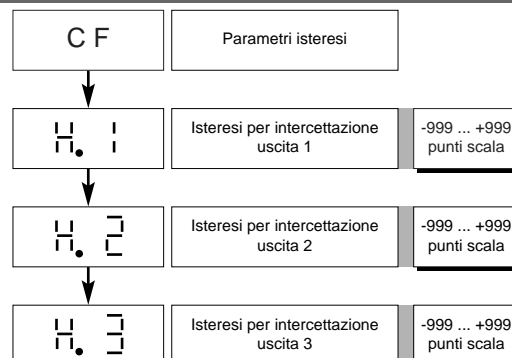 C F
Parametri isteresi
H. 1
Isteresi per intercettazione
uscita 1
-999 ... +999
punti scala
H. 2
Isteresi per intercettazione
uscita 2
-999 ... +999
punti scala
H. 3
Isteresi per intercettazione
uscita 3
-999 ... +999
punti scala